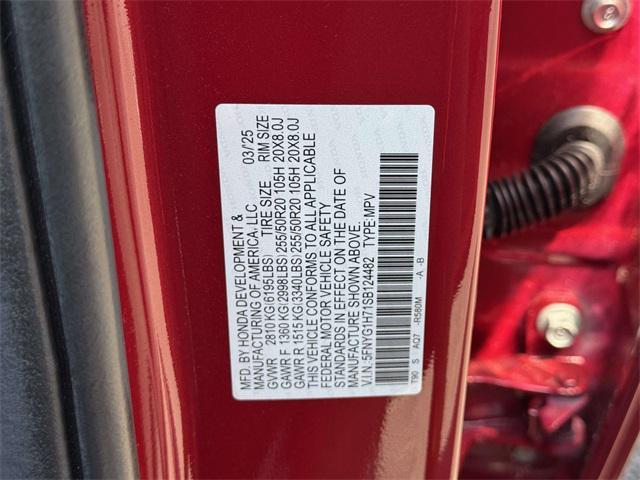 MFD. BY HONDA DEVELOPMENT &
MANUFACTURING OF AMERICA, LLC 03/'25
GVWR 2810 KG(6195LBS) TIRE SIZE RIM SIZE
GAWR F 1360 KG(2998LBS) 255/50R20 105H 20X8.0J
GAWR R 1515 KG(3340LBS) 255/50R20 105H 20X8.0J
THIS VEHICLE CONFORMS TO ALL APPLICABLE
FEDERAL MOTOR VEHICLE SAFETY
STANDARDS IN EFFECT ON THE DATE OF
MANUFACTURE SHOWN ABOVE.
V.I.N. 5FNYG1H71SB124482 TYPE:MPV
T90 S AQ7 -R580M -A -B